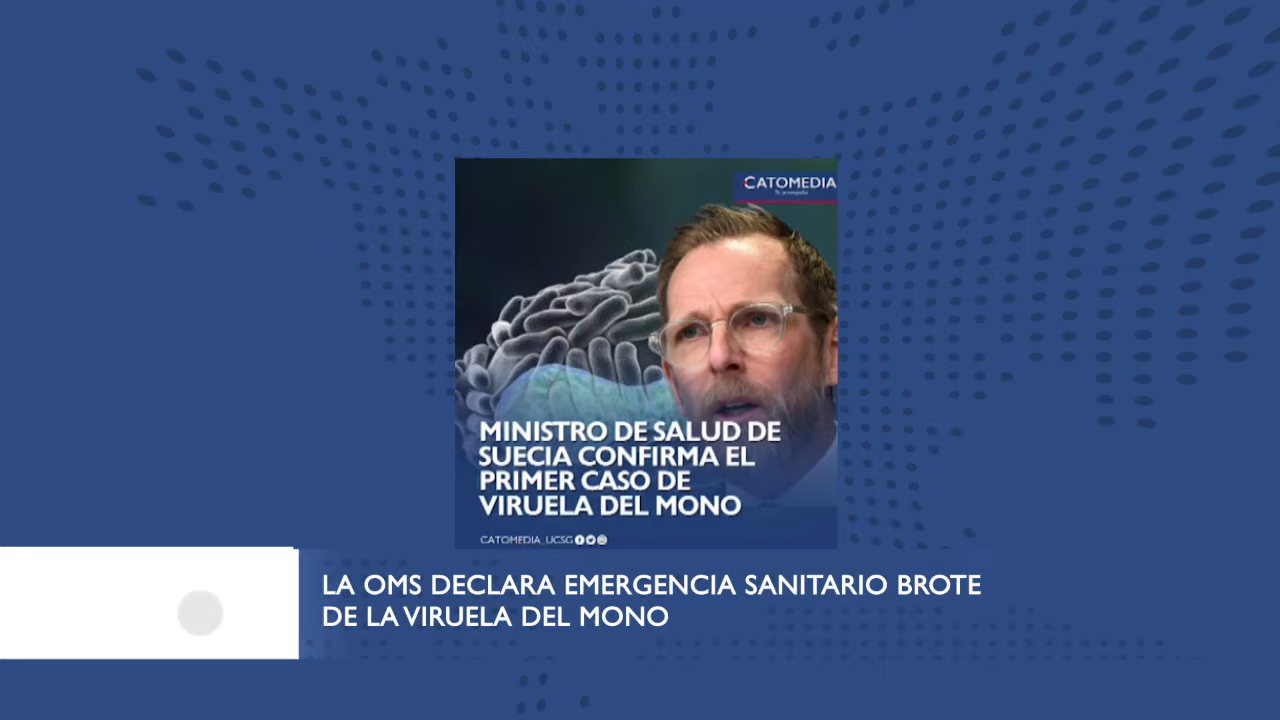 CATOMEDIA
MINISTRO DE SALUD DE
SUECIA CONFIRMA EL
PRIMER CASO DE
VIRUELA DEL MONO
CATOMEDIA_UCSG
LA OMS DECLARA EMERGENCIA SANITARIO BROTE
DE LA VIRUELA DEL MONO